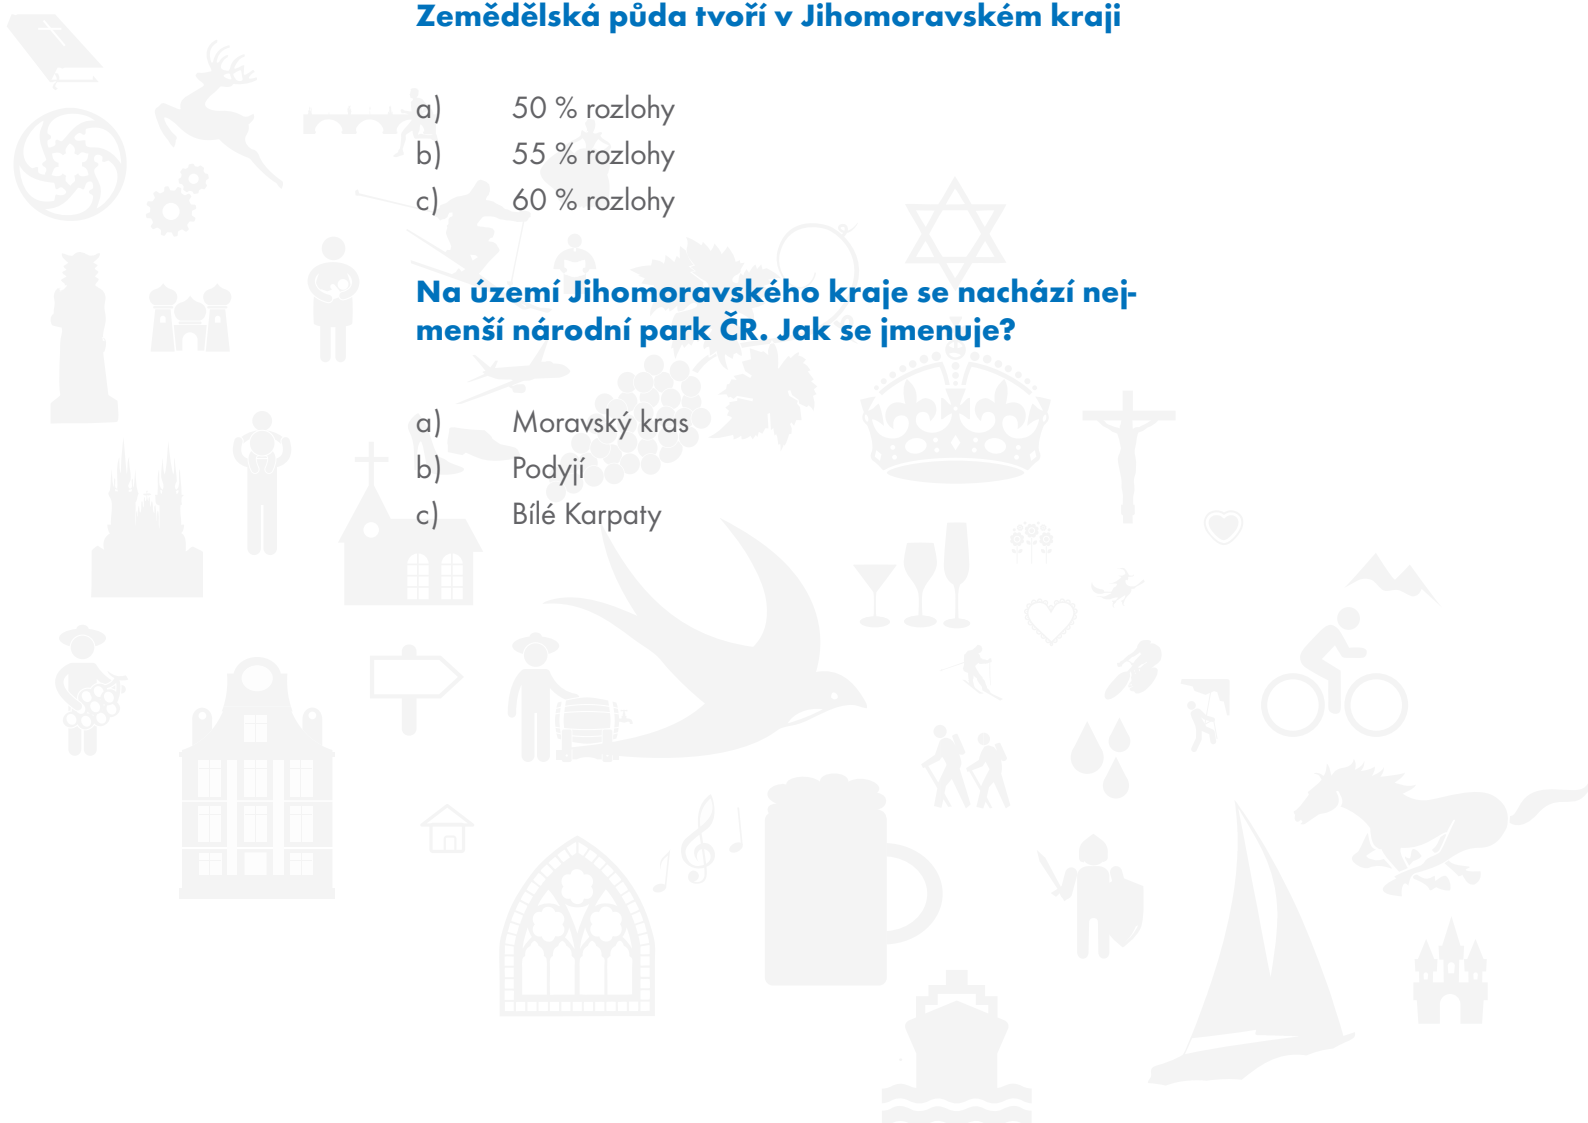 Zemědělská půda tvoří v Jihomoravském kraji
a) 50 % rozlohy
b) 55 % rozlohy
c) 60 % rozlohy
Na území Jihomoravského kraje se nachází nej-
menší národní park ČR. Jak se jmenuje?
a) Moravský kras
b) Podyjí
c) Bílé Karpaty